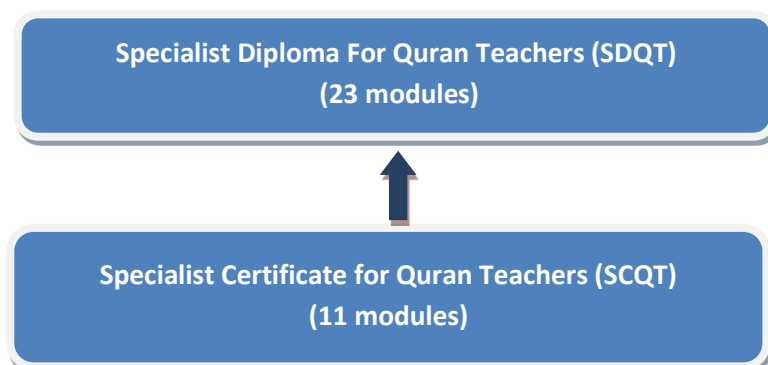 Specialist Diploma For Quran Teachers (SDQT)
(23 modules)
Specialist Certificate for Quran Teachers (SCQT)
(11 modules)